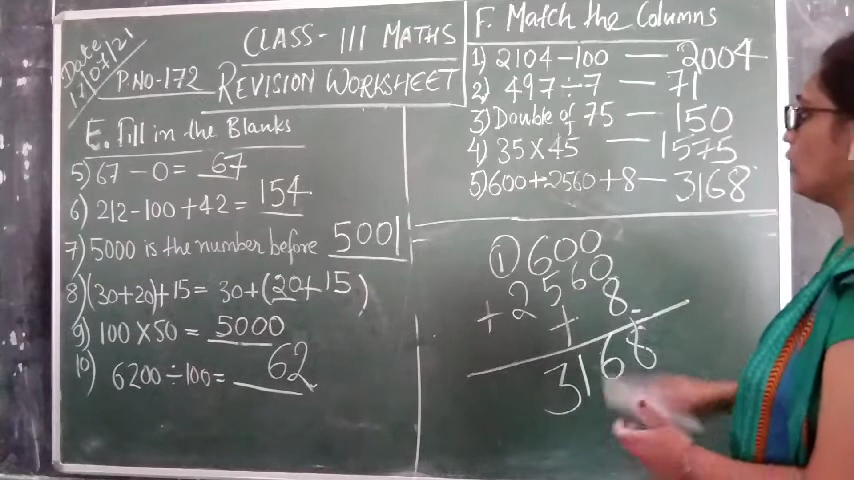 Date
17/07/21
P.NO-172
CLASS-III MATHS
REVISION WORKSHEET
E. Fill in the Blanks
5) 67 - 0 = 67
6) 212-100+42 = 154
7) 5000 is the number before 5001
8) (30+20)+15 = 30+(20+15)
9) 100 X 50 = 5000
10) 6200÷100= 62
F. Match the Columns
1) 2104-100 — 2004
2) 497÷7 — 71
3) Double of 75 — 150
4) 35 X 45 — 1575
5) 600+2560+8 — 3168
① 600
2560
+ + 8
3168